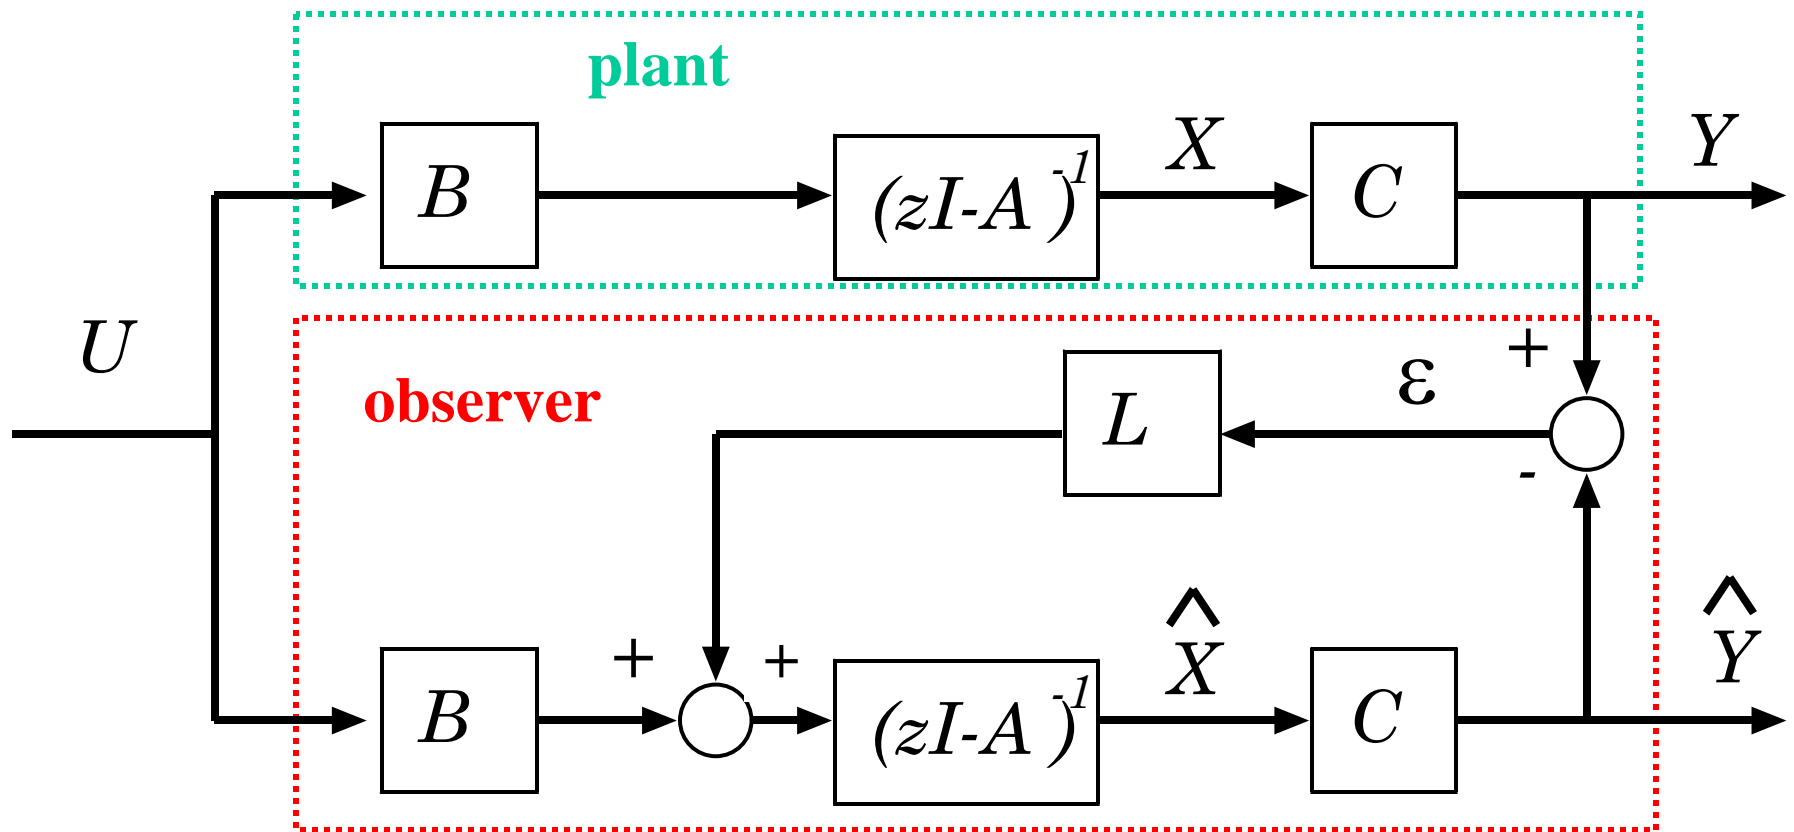 plant
B
(zI-A)⁻¹
X
C
Y
U
observer
L
ε
+
-
B
+
+
(zI-A)⁻¹
X̂
C
Ŷ